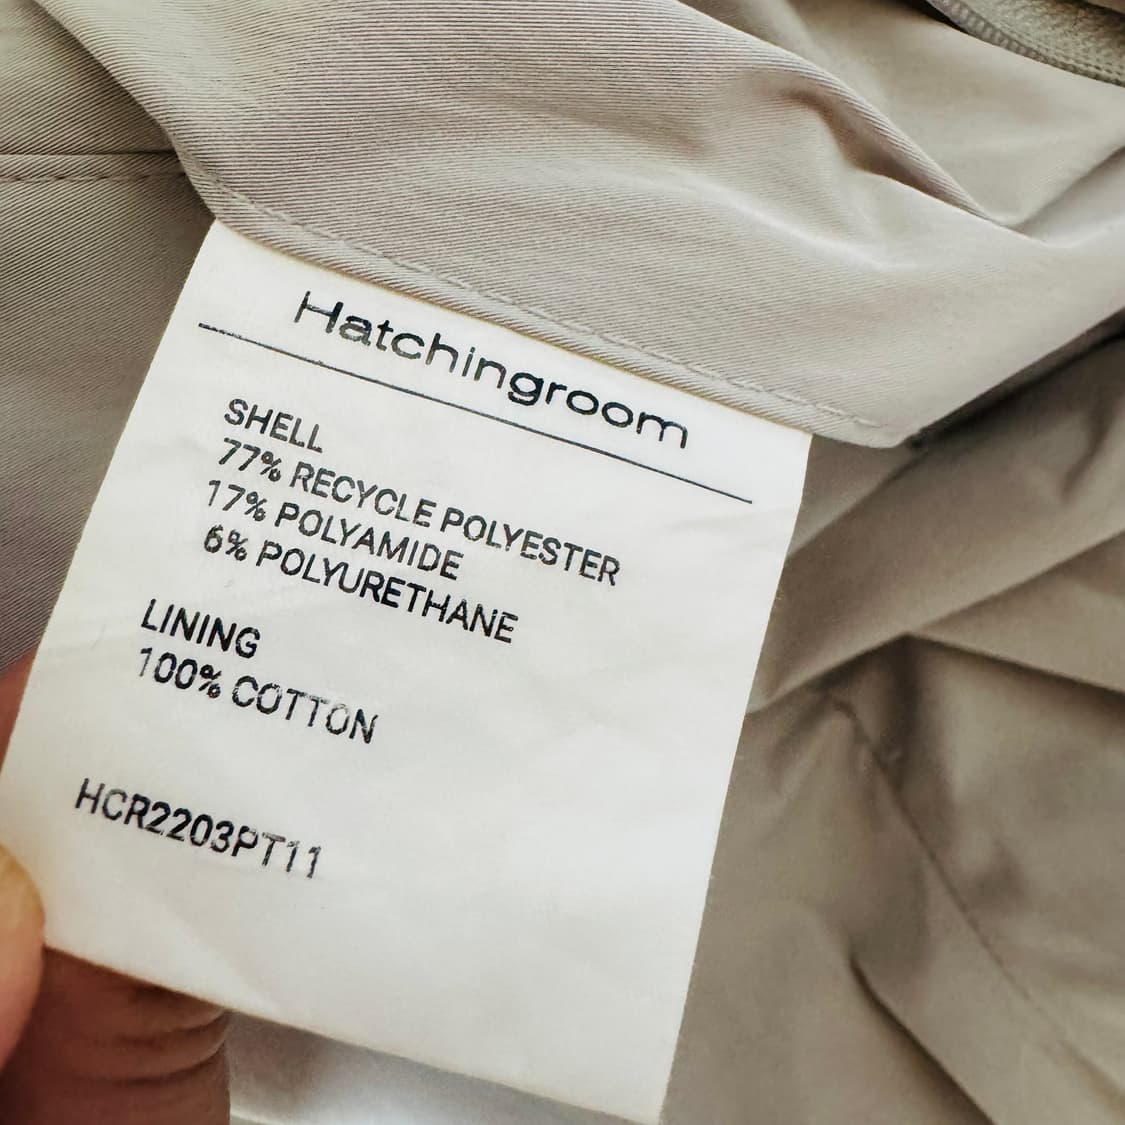 Hatchingroom
SHELL
77% RECYCLE POLYESTER
17% POLYAMIDE
6% POLYURETHANE
LINING
100% COTTON
HCR2203PT11